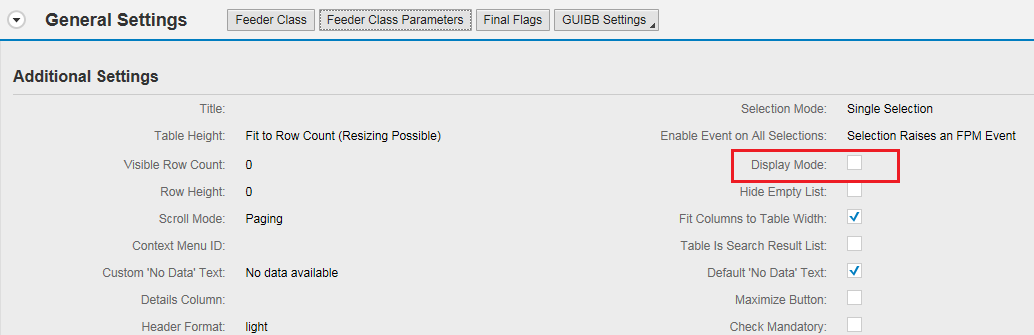 General Settings Feeder Class Feeder Class Parameters Final Flags GUIBB Settings
Additional Settings
Title: Selection Mode: Single Selection
Table Height: Fit to Row Count (Resizing Possible) Enable Event on All Selections: Selection Raises an FPM Event
Visible Row Count: 0 Display Mode:
Row Height: 0 Hide Empty List:
Scroll Mode: Paging Fit Columns to Table Width:
Context Menu ID: Table Is Search Result List:
Custom 'No Data' Text: No data available Default 'No Data' Text:
Details Column: Maximize Button:
Header Format: light Check Mandatory: